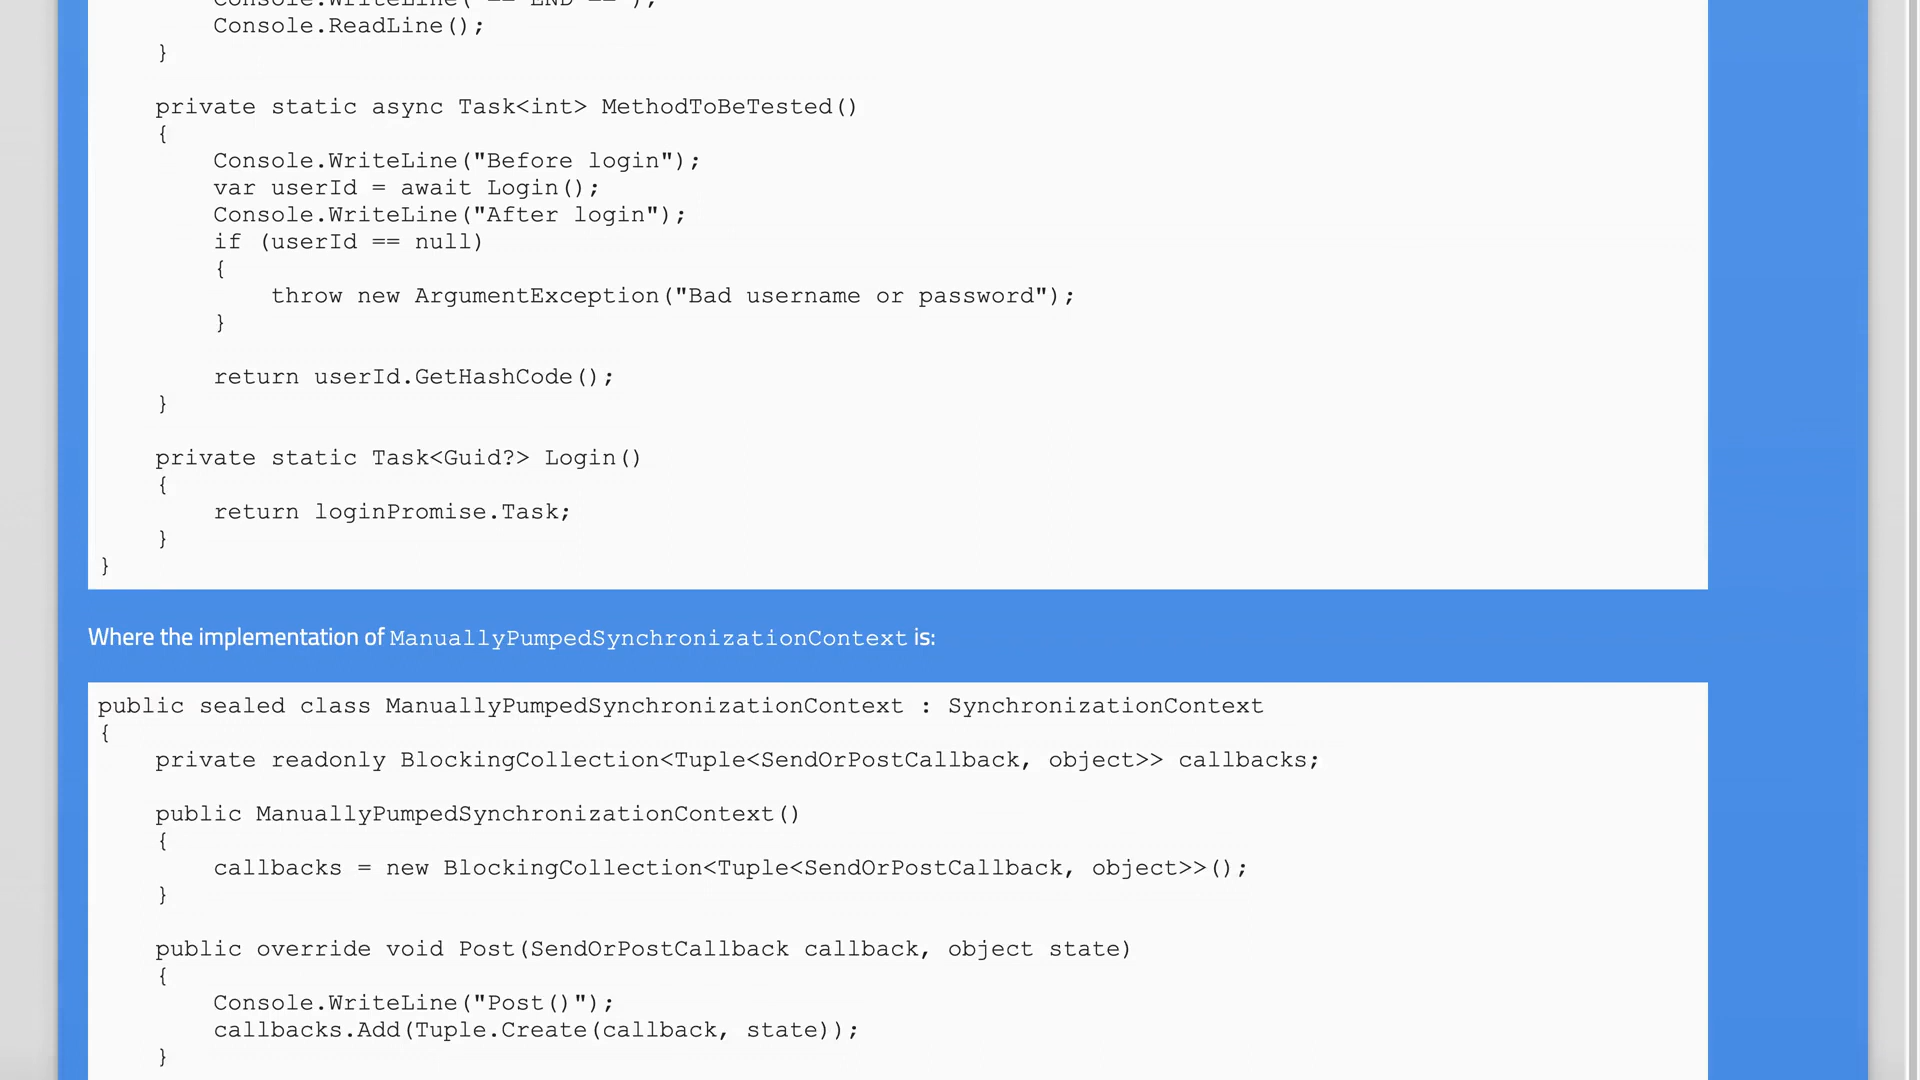 Console.WriteLine("== END ==");
Console.ReadLine();
}
private static async Task<int> MethodToBeTested()
{
Console.WriteLine("Before login");
var userId = await Login();
Console.WriteLine("After login");
if (userId == null)
{
throw new ArgumentException("Bad username or password");
}
return userId.GetHashCode();
}
private static Task<Guid?> Login()
{
return loginPromise.Task;
}
}
Where the implementation of ManuallyPumpedSynchronizationContext is:
public sealed class ManuallyPumpedSynchronizationContext : SynchronizationContext
{
private readonly BlockingCollection<Tuple<SendOrPostCallback, object>> callbacks;
public ManuallyPumpedSynchronizationContext()
{
callbacks = new BlockingCollection<Tuple<SendOrPostCallback, object>>();
}
public override void Post(SendOrPostCallback callback, object state)
{
Console.WriteLine("Post()");
callbacks.Add(Tuple.Create(callback, state));
}